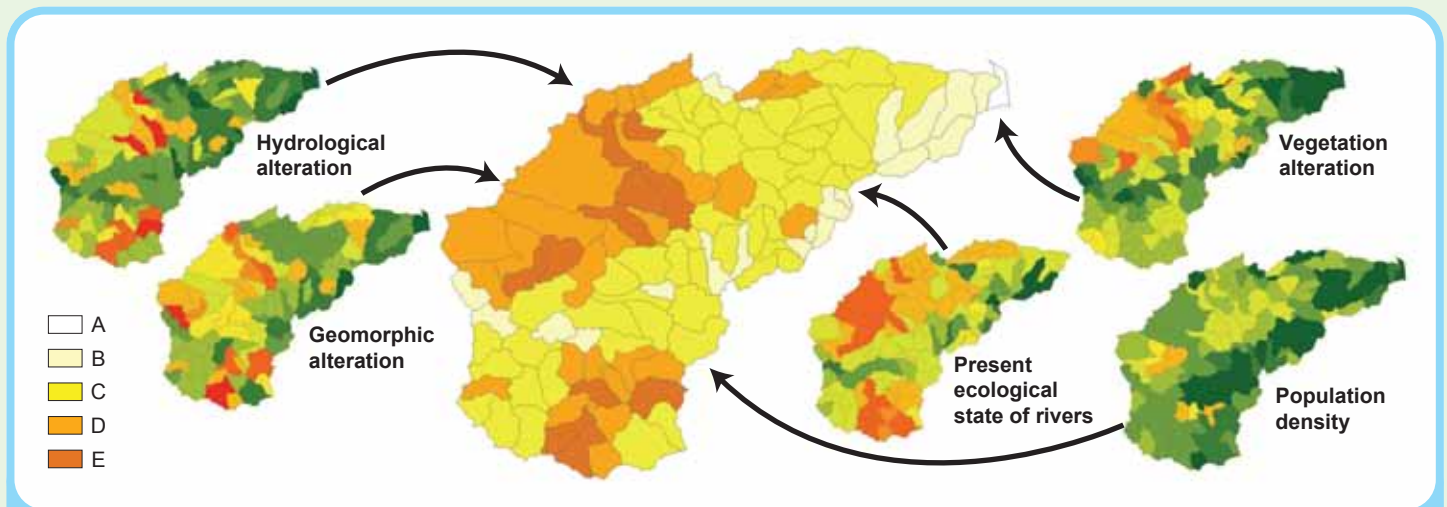 Hydrological
alteration
Geomorphic
alteration
A
B
C
D
E
Vegetation
alteration
Present
ecological
state of rivers
Population
density